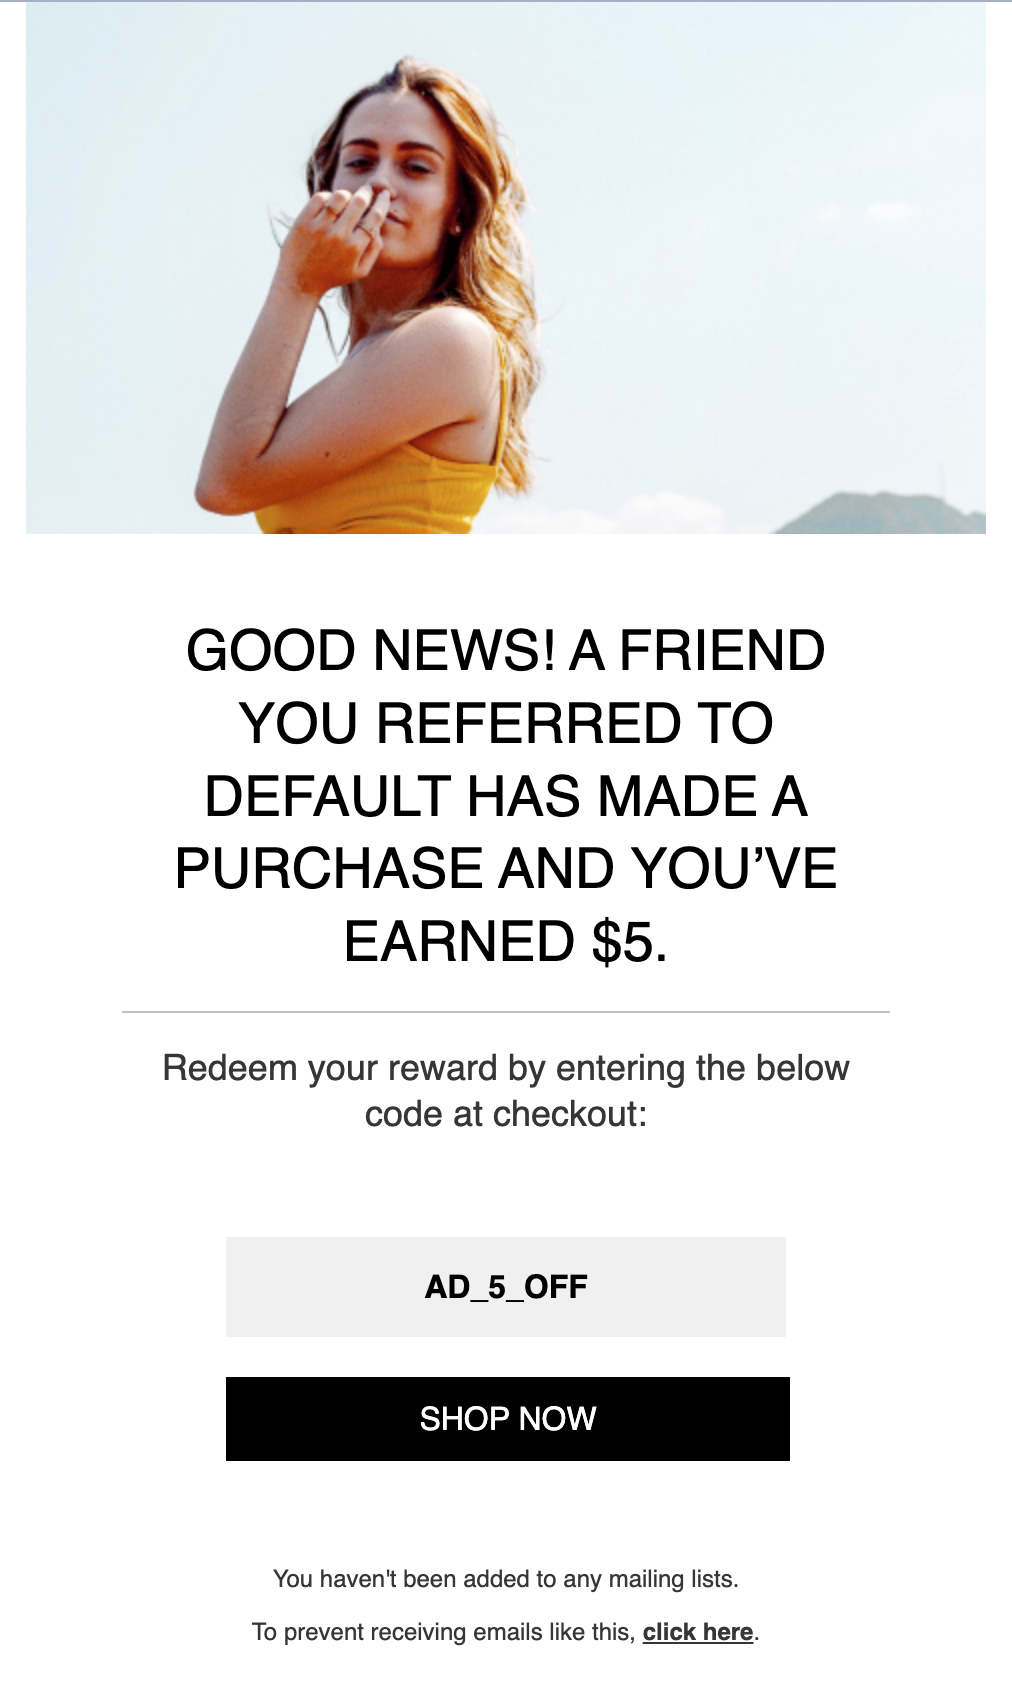 GOOD NEWS! A FRIEND
YOU REFERRED TO
DEFAULT HAS MADE A
PURCHASE AND YOU’VE
EARNED $5.
Redeem your reward by entering the below
code at checkout:
AD_5_OFF
SHOP NOW
You haven't been added to any mailing lists.
To prevent receiving emails like this, click here.